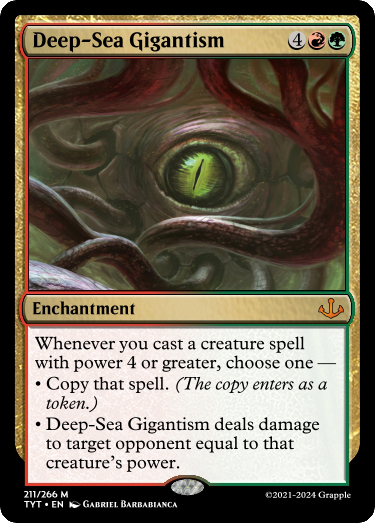 Deep-Sea Gigantism 4
Enchantment
Whenever you cast a creature spell
with power 4 or greater, choose one —
• Copy that spell. (The copy enters as a
token.)
• Deep-Sea Gigantism deals damage
to target opponent equal to that
creature's power.
211/266 M
TYT • EN Gabriel Barbabianca
©2021-2024 Grapple